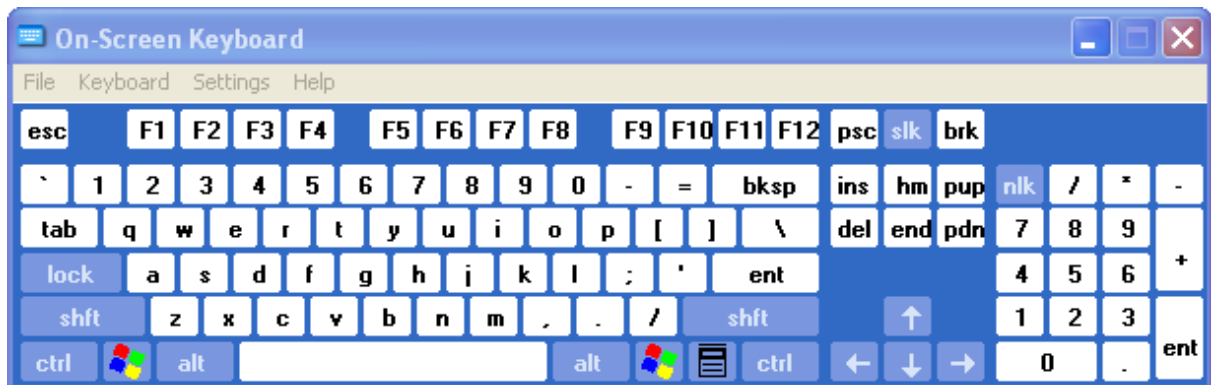 On-Screen Keyboard
File Keyboard Settings Help
esc F1 F2 F3 F4 F5 F6 F7 F8 F9 F10 F11 F12 psc slk brk
` 1 2 3 4 5 6 7 8 9 0 - = bksp ins hm pup nlk / * -
tab q w e r t y u i o p [ ] \ del end pdn 7 8 9 +
lock a s d f g h j k l ; ' ent 4 5 6
shft z x c v b n m , . / shft ↑ 1 2 3 ent
ctrl alt alt ctrl ← ↓ → 0 .